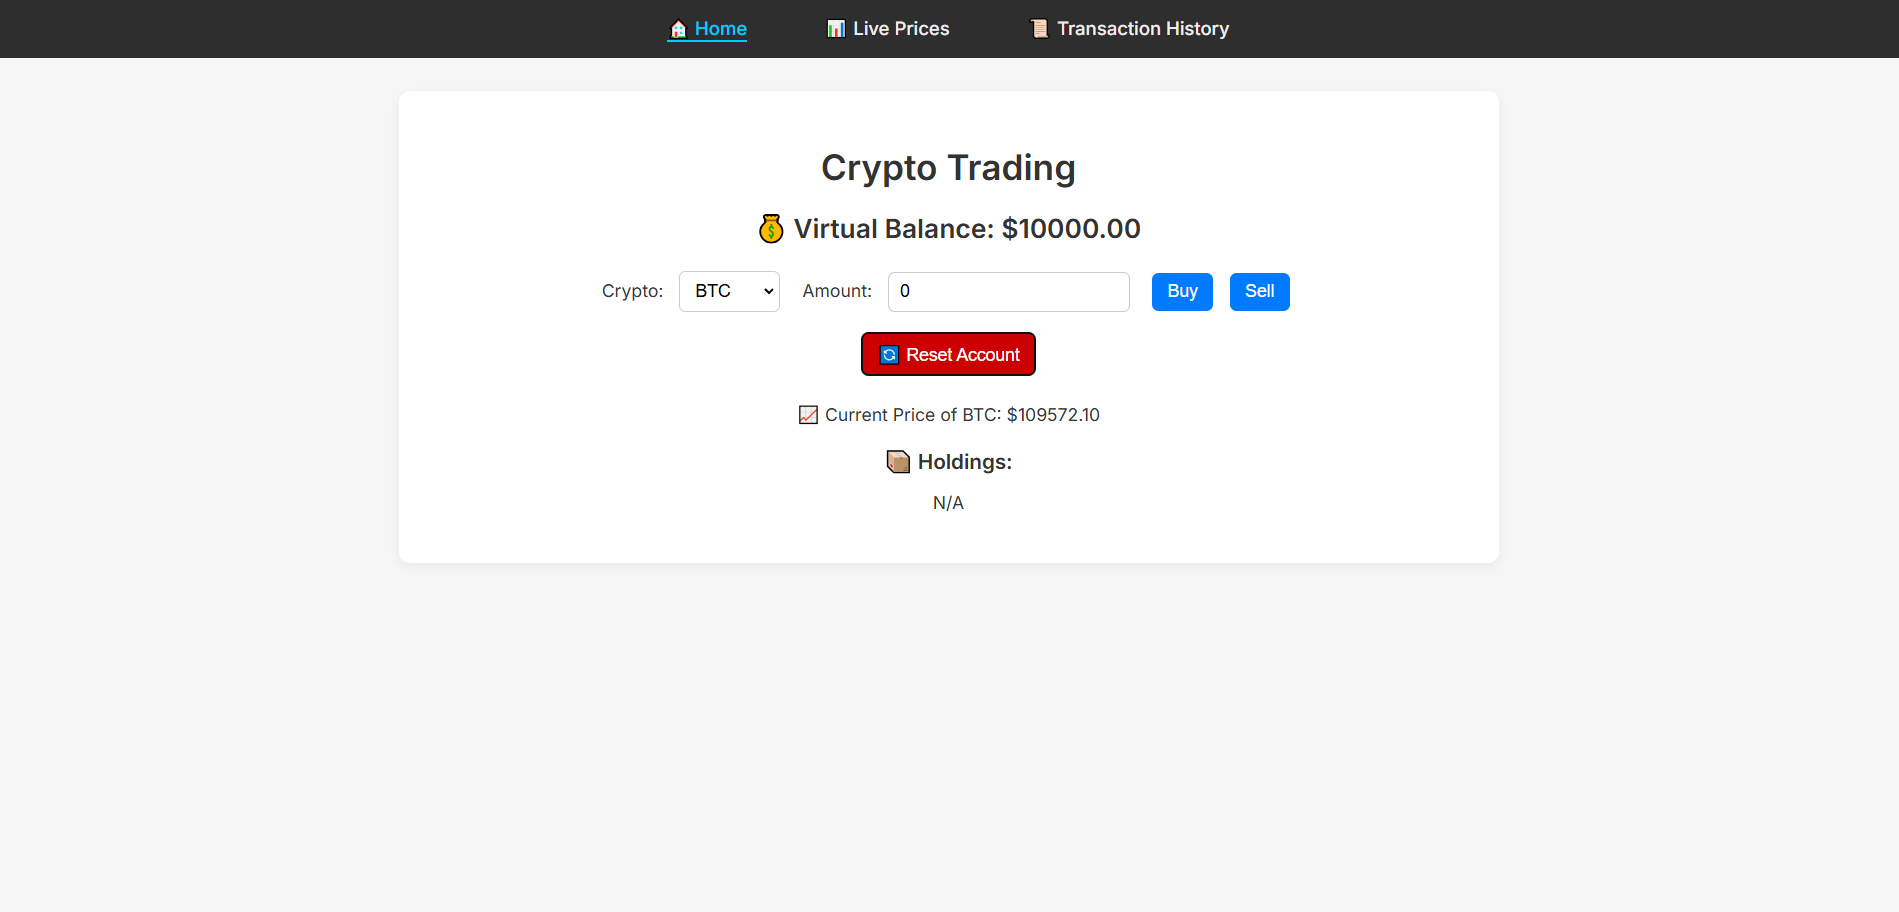 🏠 Home 📊 Live Prices 📜 Transaction History
Crypto Trading
💰 Virtual Balance: $10000.00
Crypto: BTC Amount: 0 Buy Sell
🔄 Reset Account
📈 Current Price of BTC: $109572.10
📦 Holdings:
N/A